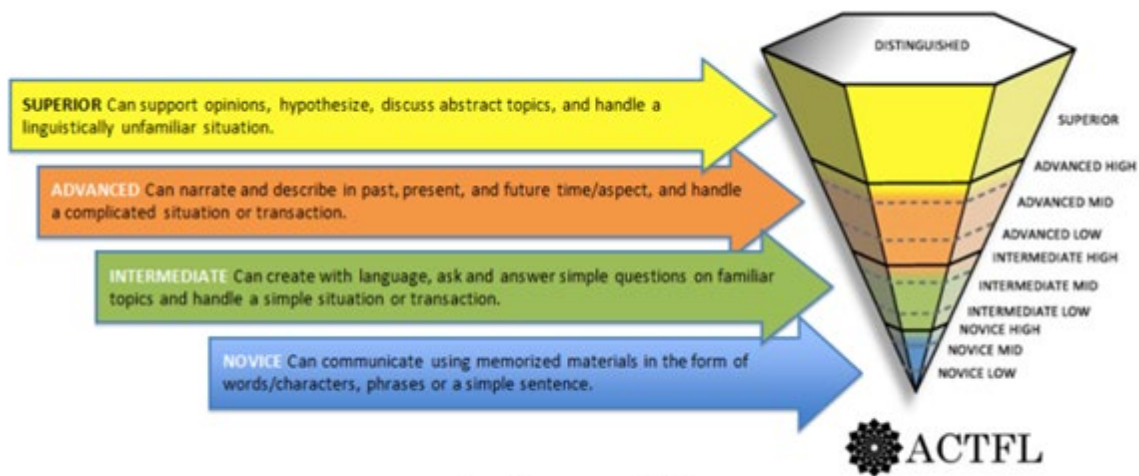 DISTINGUISHED
SUPERIOR Can support opinions, hypothesize, discuss abstract topics, and handle a
linguistically unfamiliar situation.
SUPERIOR
ADVANCED HIGH
ADVANCED Can narrate and describe in past, present, and future time/aspect, and handle
a complicated situation or transaction.
ADVANCED MID
ADVANCED LOW
INTERMEDIATE HIGH
INTERMEDIATE Can create with language, ask and answer simple questions on familiar
topics and handle a simple situation or transaction.
INTERMEDIATE MID
INTERMEDIATE LOW
NOVICE HIGH
NOVICE Can communicate using memorized materials in the form of
words/characters, phrases or a simple sentence.
NOVICE MID
NOVICE LOW
ACTFL